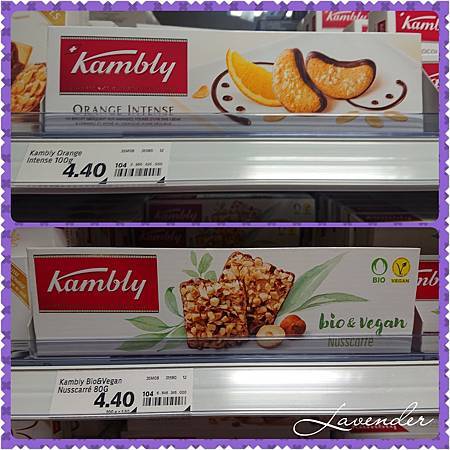 Kambly
ORANGE INTENSE
Kambly Orange
Intense 100g
4.40
104
Kambly
BIO
VEGAN
bio & vegan
Nusscarré
Kambly Bio&Vegan
Nusscarré 80G
4.40
104
Lavender